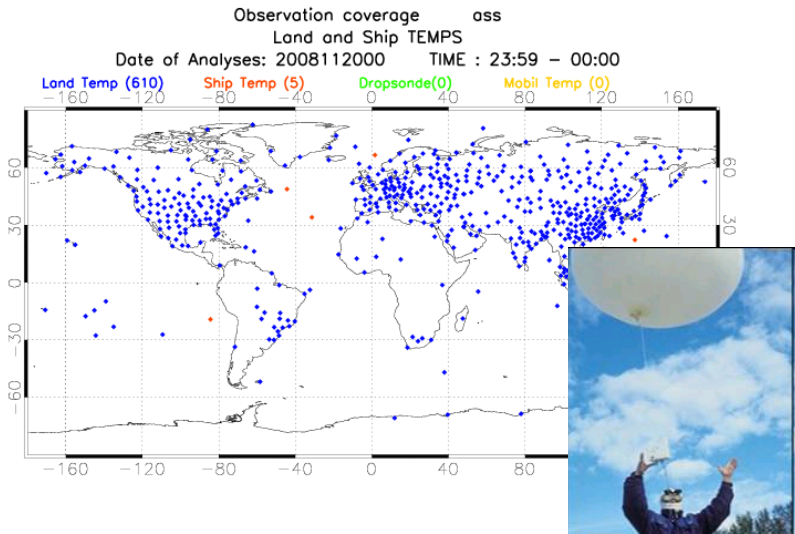 Observation coverage ass
Land and Ship TEMPS
Date of Analyses: 2008112000 TIME : 23:59 - 00:00
Land Temp (610) Ship Temp (5) Dropsonde(0) Mobil Temp (0)
-160 -120 -80 -40 0 40 80 120 160
60 60
30 30
0
-30
-60
-160 -120 -80 -40 0 40 80